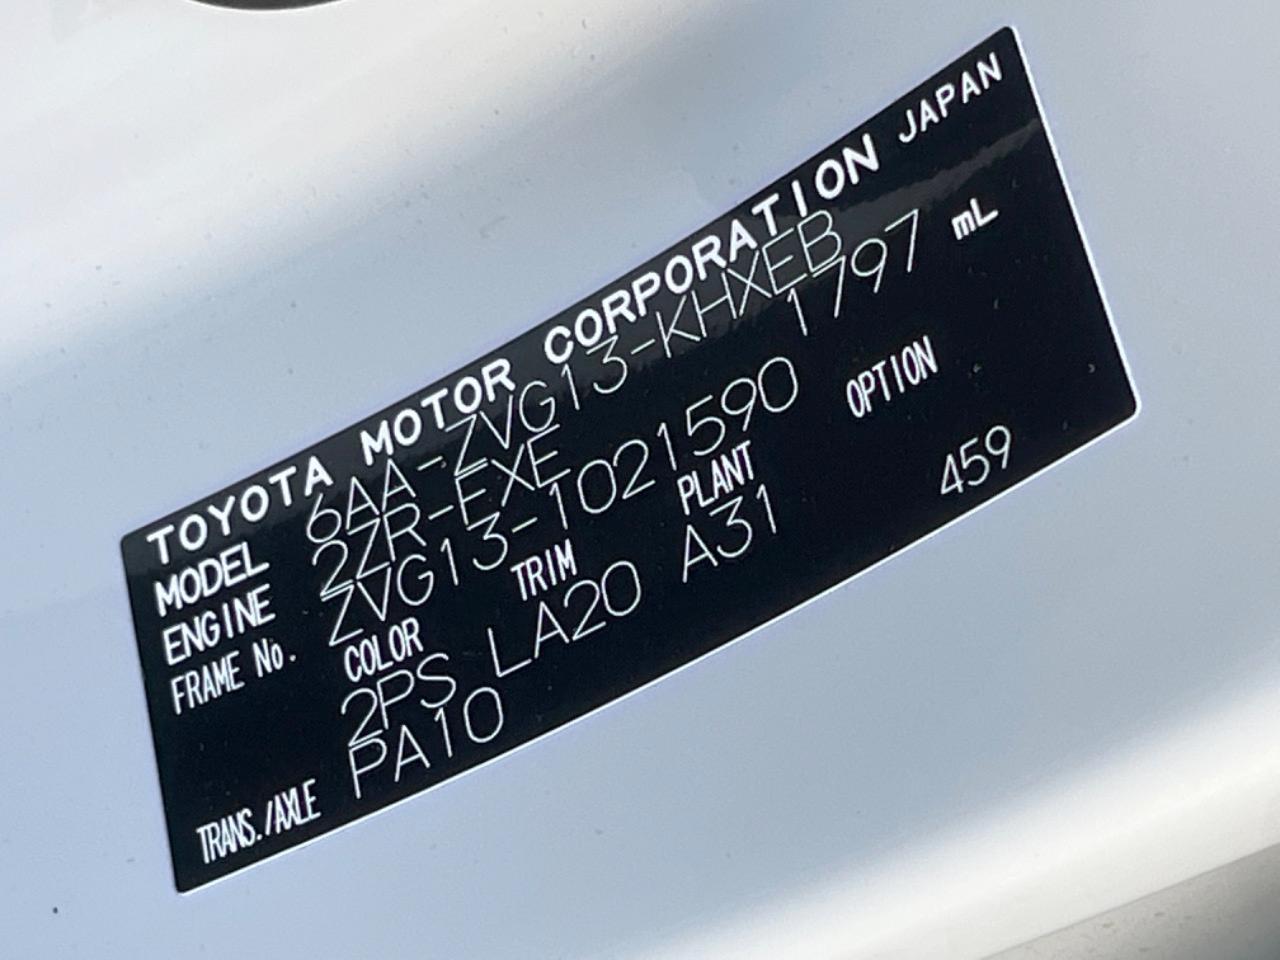 TOYOTA MOTOR CORPORATION JAPAN
MODEL 6AA-ZVG13-KHXEB
ENGINE 2ZR-FXE 1797 mL
FRAME No. ZVG13-1021590
COLOR TRIM PLANT OPTION
2PS LA20 A31 459
TRANS./AXLE PA10